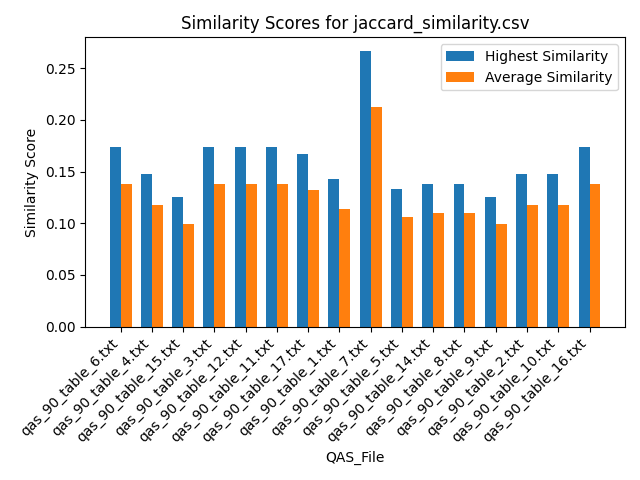 Similarity Scores for jaccard_similarity.csv
Highest Similarity
Average Similarity
Similarity Score
0.25
0.20
0.15
0.10
0.05
0.00
qas_90_table_6.txt
qas_90_table_4.txt
qas_90_table_15.txt
qas_90_table_3.txt
qas_90_table_12.txt
qas_90_table_11.txt
qas_90_table_17.txt
qas_90_table_1.txt
qas_90_table_7.txt
qas_90_table_5.txt
qas_90_table_14.txt
qas_90_table_8.txt
qas_90_table_9.txt
qas_90_table_2.txt
qas_90_table_10.txt
qas_90_table_16.txt
QAS_File